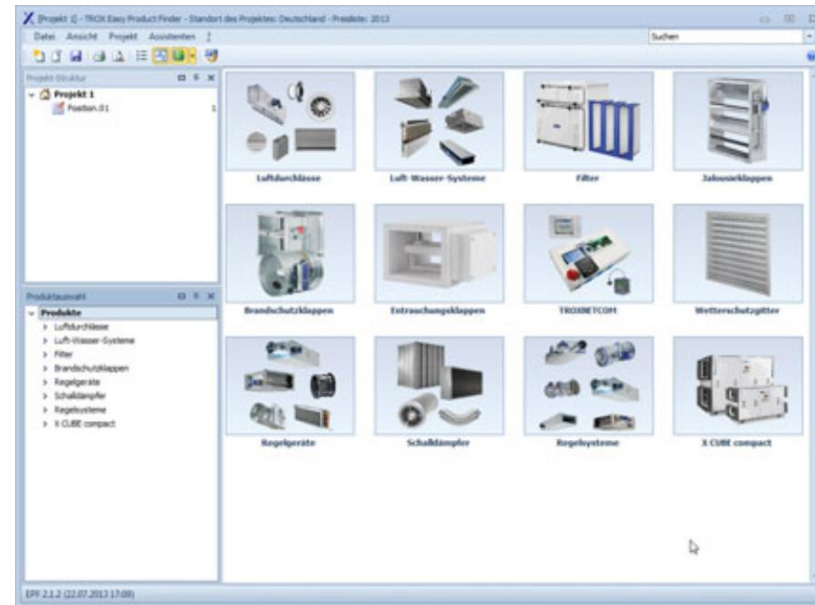 [Projekt 1] - TROX Easy Product Finder - Standort des Projektes: Deutschland - Preisliste: 2013
Datei Ansicht Projekt Assistenten ?
Suchen
Projekt-Struktur
Projekt 1
Position.01 1
Produktauswahl
Produkte
Luftdurchlässe
Luft-Wasser-Systeme
Filter
Brandschutzklappen
Regelgeräte
Schalldämpfer
Regelsysteme
X CUBE compact
Luftdurchlässe
Luft-Wasser-Systeme
Filter
Jalousieklappen
Brandschutzklappen
Entrauchungsklappen
TROXNETCOM
Wetterschutzgitter
Regelgeräte
Schalldämpfer
Regelsysteme
X CUBE compact
EPF 2.1.2 (22.07.2013 17:09)